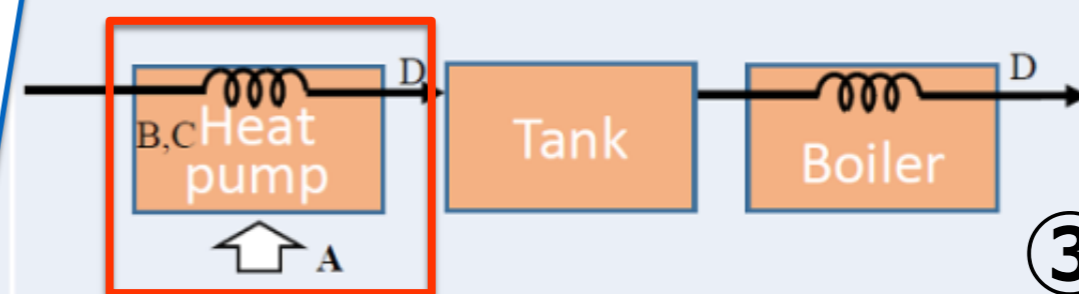 D
B,C
Heat
pump
A
Tank
Boiler
D
③